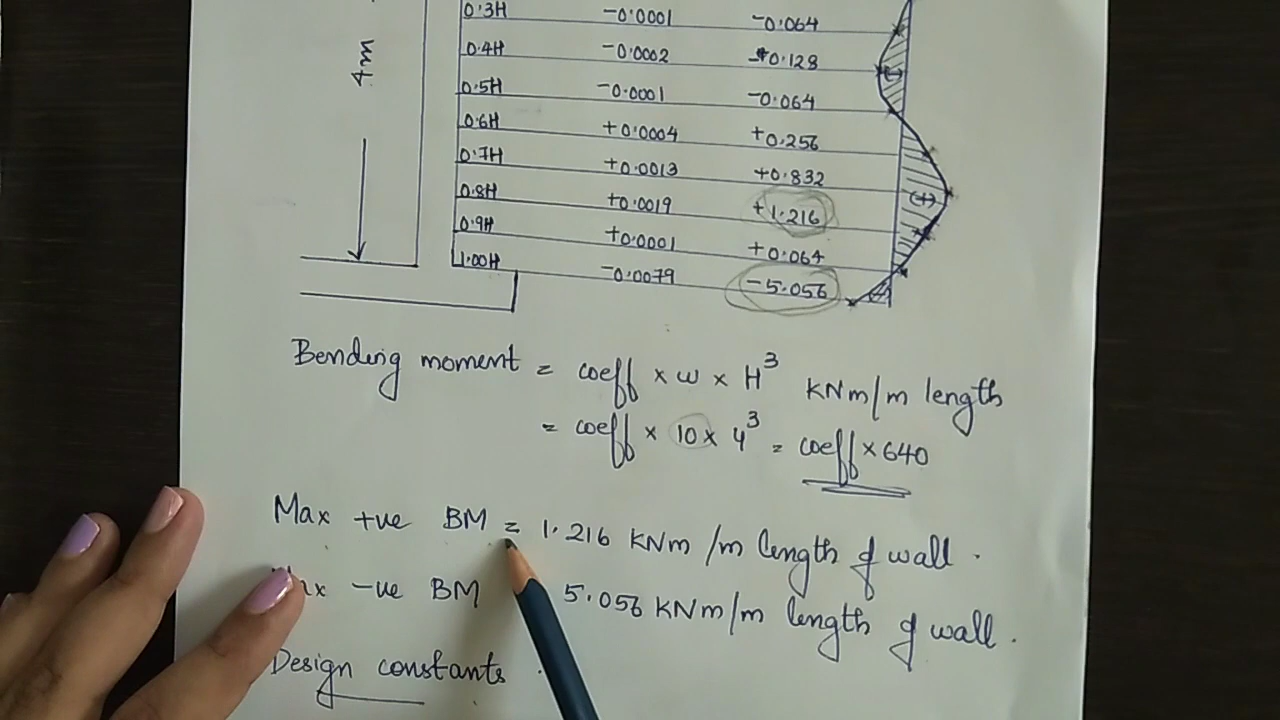 0.3H -0.0001 -0.064
4m
0.4H -0.0002 -0.128
0.5H -0.0001 -0.064
0.6H +0.0004 +0.256
0.7H +0.0013 +0.832
0.8H +0.0019 +1.216
0.9H +0.0001 +0.064
1.00H -0.0079 -5.056
(-)
(+)
Bending moment = coeff × w × H³ KNm/m length
= coeff × 10 × 4³ = coeff × 640
Max +ve BM = 1.216 KNm/m length of wall.
-ve BM 5.056 KNm/m length of wall.
Design constants